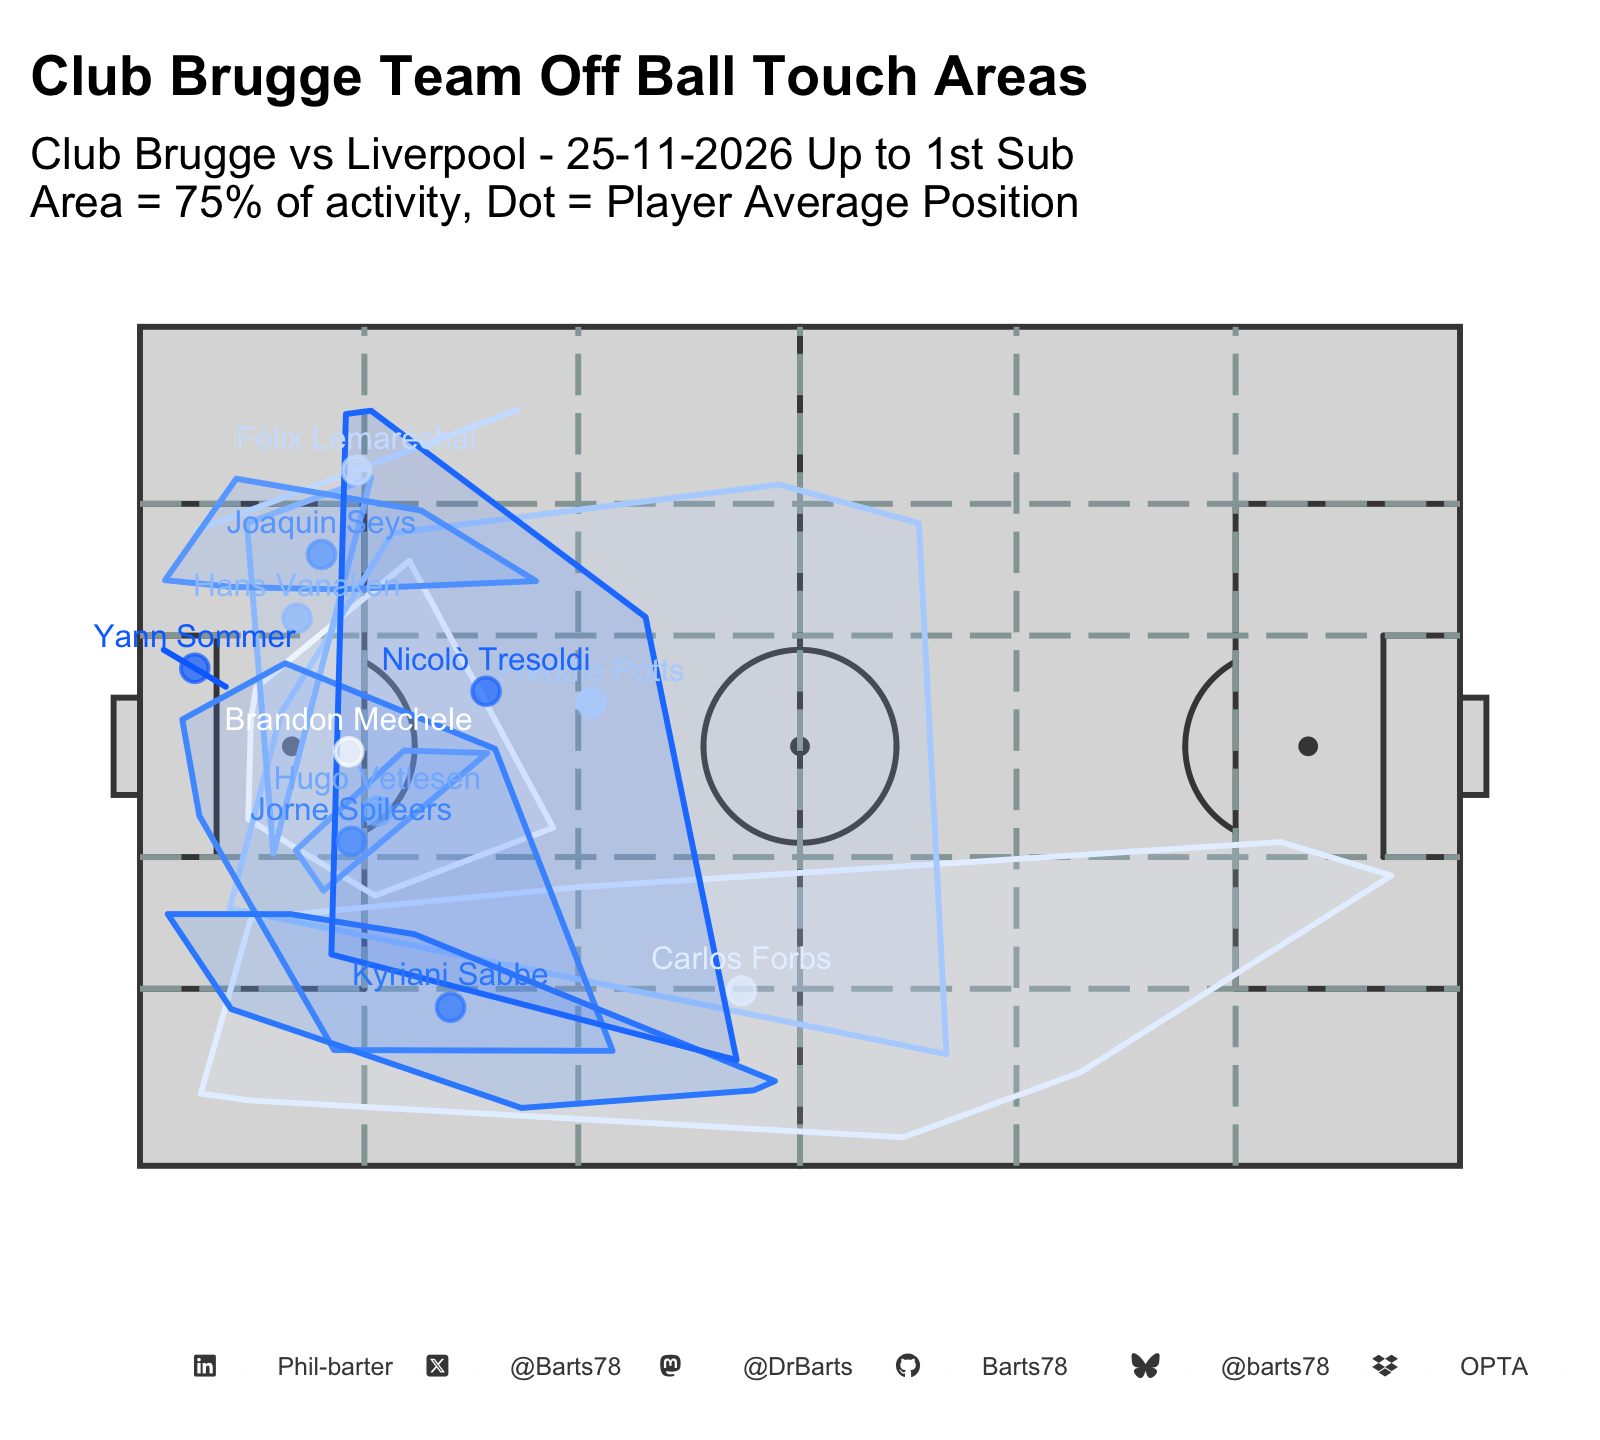 Club Brugge Team Off Ball Touch Areas
Club Brugge vs Liverpool - 25-11-2026 Up to 1st Sub
Area = 75% of activity, Dot = Player Average Position
Félix Lemaréchal
Joaquin Seys
Hans Vanaken
Yann Sommer
Nicolò Tresoldi
Potts
Brandon Mechele
Hugo Vetlesen
Jorne Spileers
Carlos Forbs
Kyriani Sabbe
Phil-barter
@Barts78
@DrBarts
Barts78
@barts78
OPTA